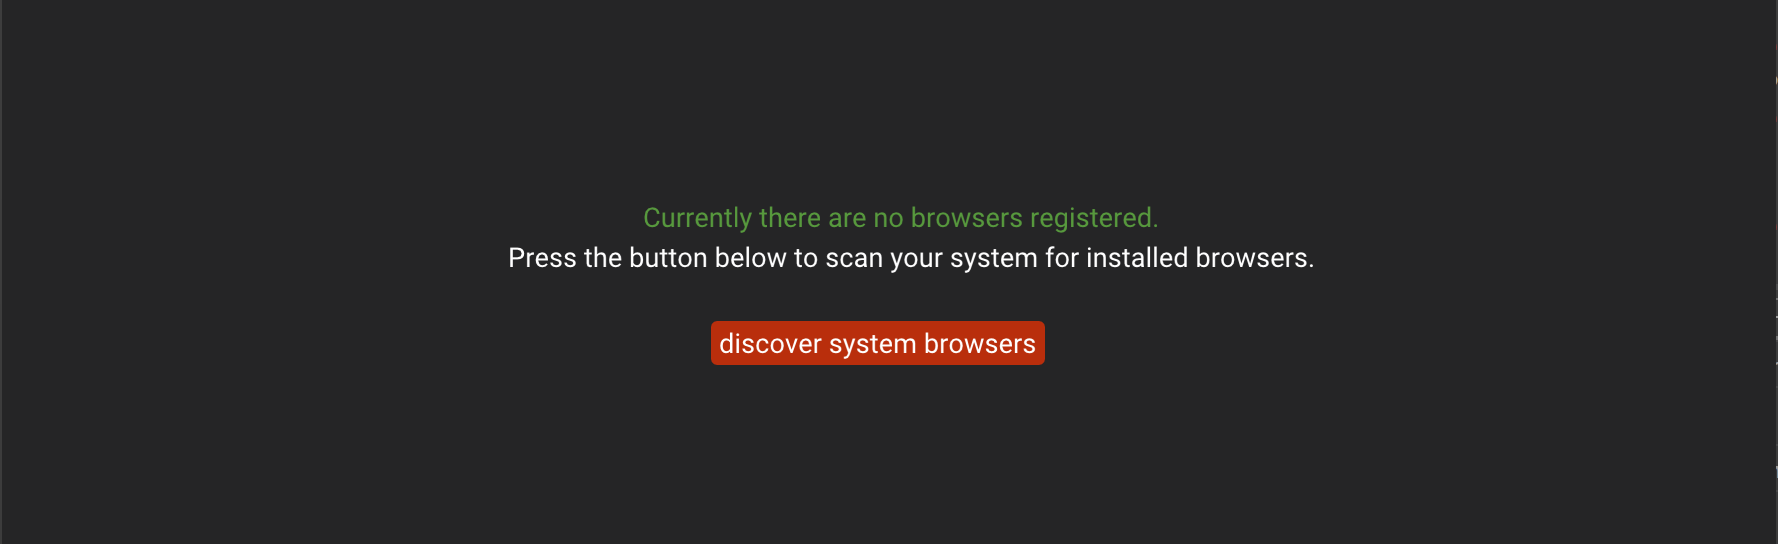 Currently there are no browsers registered.
Press the button below to scan your system for installed browsers.
discover system browsers